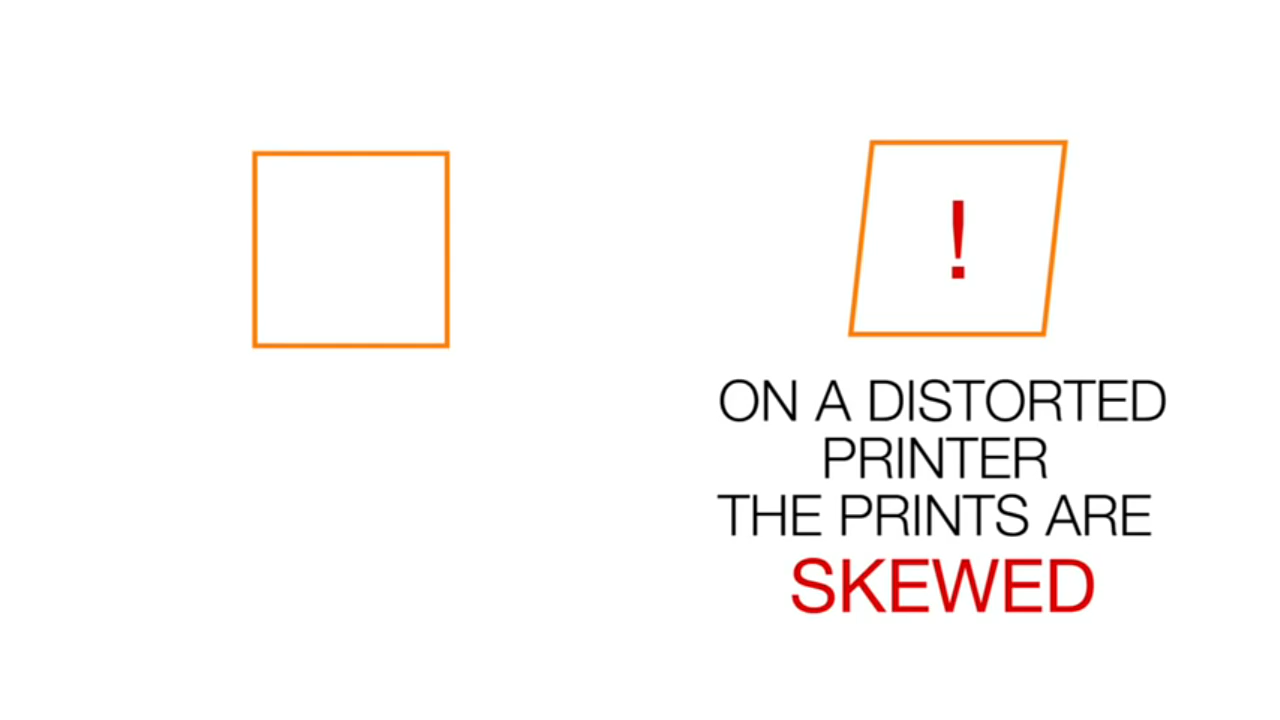 !
ON A DISTORTED
PRINTER
THE PRINTS ARE
SKEWED